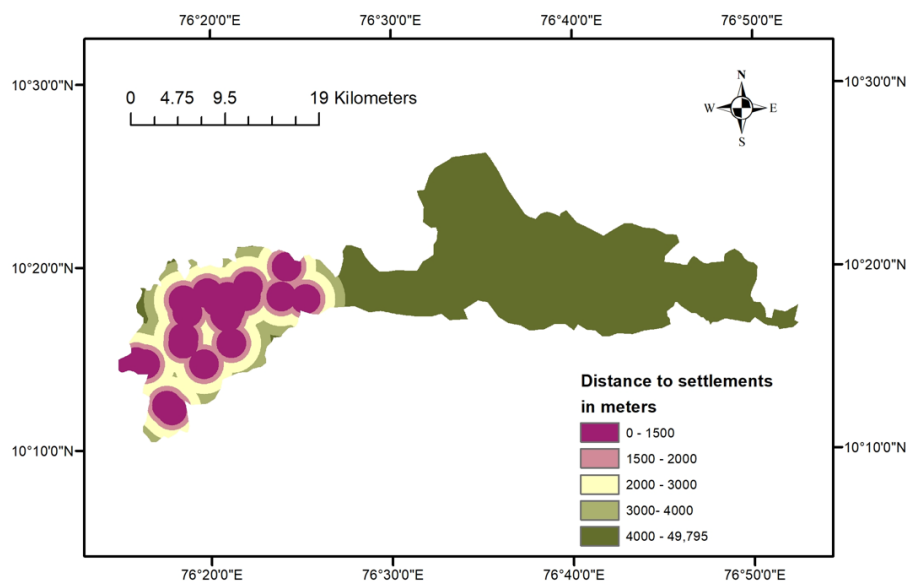 76°20'0"E 76°30'0"E 76°40'0"E 76°50'0"E
10°30'0"N 10°30'0"N
0 4.75 9.5 19 Kilometers
N
W E
S
10°20'0"N 10°20'0"N
Distance to settlements
in meters
0 - 1500
1500 - 2000
2000 - 3000
3000- 4000
4000 - 49,795
10°10'0"N 10°10'0"N
76°20'0"E 76°30'0"E 76°40'0"E 76°50'0"E